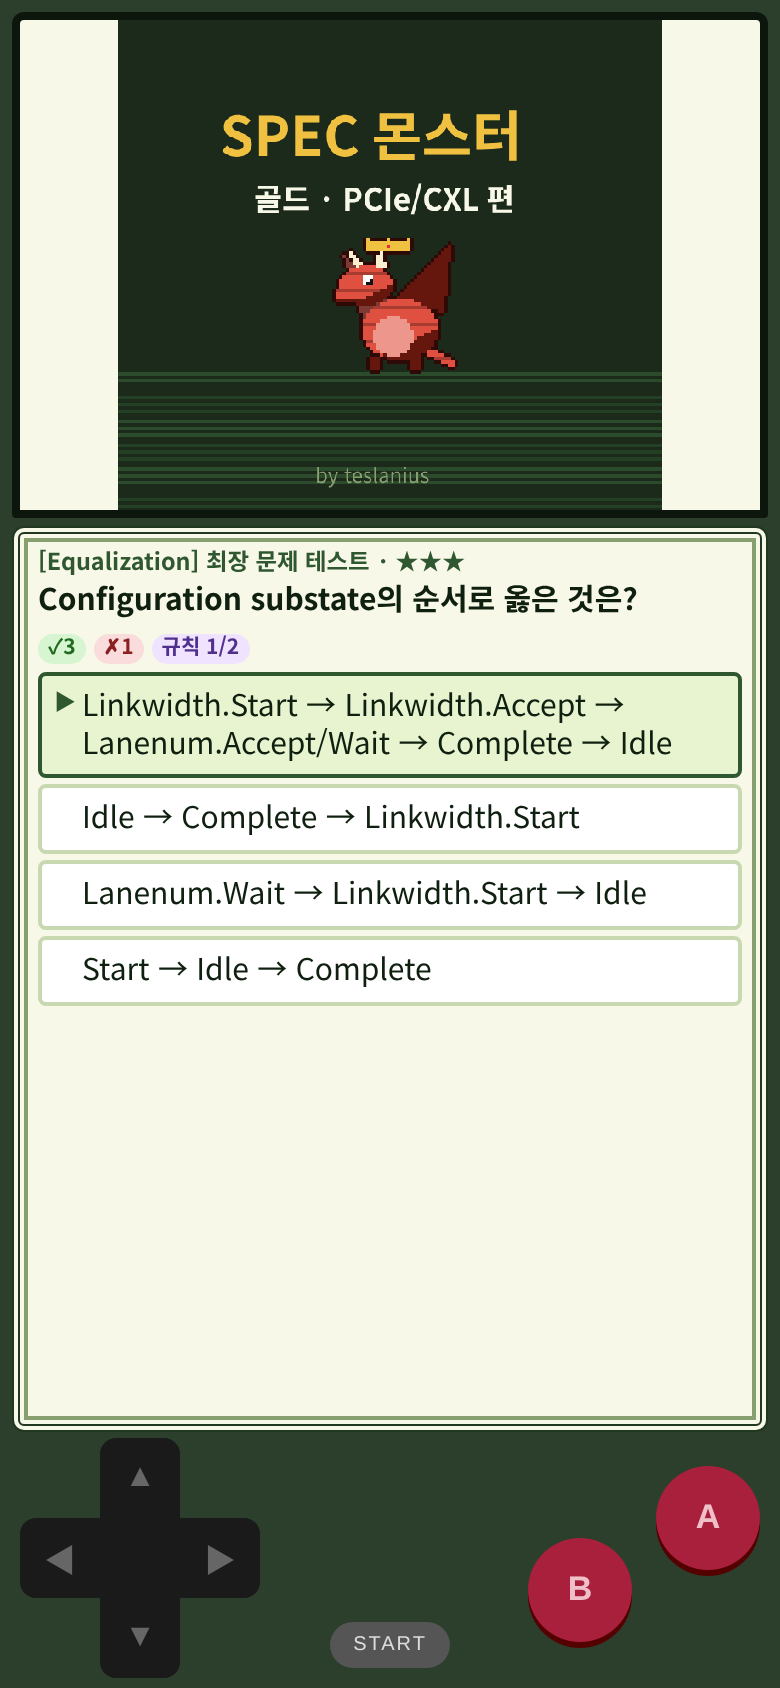 SPEC 몬스터
골드 · PCIe/CXL 편
by teslanius
[Equalization] 최장 문제 테스트 · ★★★
Configuration substate의 순서로 옳은 것은?
✓3 ✗1 규칙 1/2
▶ Linkwidth.Start → Linkwidth.Accept →
Lanenum.Accept/Wait → Complete → Idle
Idle → Complete → Linkwidth.Start
Lanenum.Wait → Linkwidth.Start → Idle
Start → Idle → Complete
▲
◀ ▶
▼
A
B
START